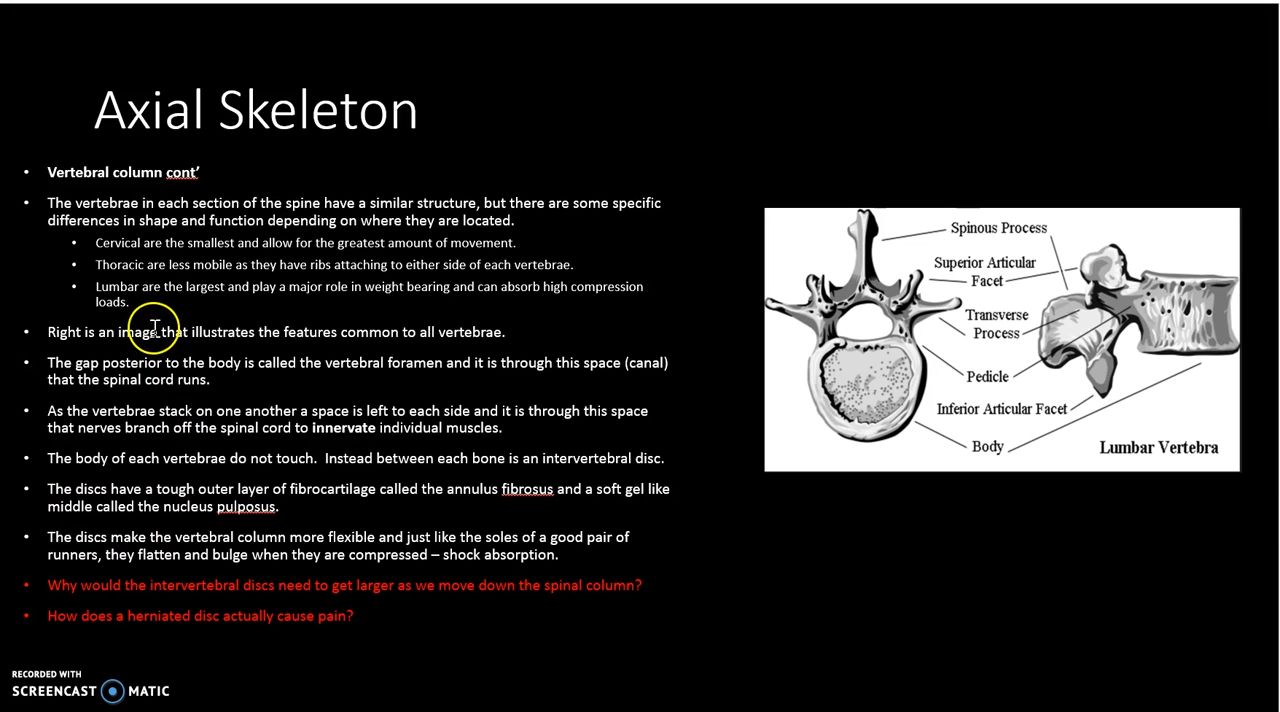 Axial Skeleton
Vertebral column cont'
The vertebrae in each section of the spine have a similar structure, but there are some specific
differences in shape and function depending on where they are located.
Cervical are the smallest and allow for the greatest amount of movement.
Thoracic are less mobile as they have ribs attaching to either side of each vertebrae.
Lumbar are the largest and play a major role in weight bearing and can absorb high compression
loads.
Right is an image that illustrates the features common to all vertebrae.
The gap posterior to the body is called the vertebral foramen and it is through this space (canal)
that the spinal cord runs.
As the vertebrae stack on one another a space is left to each side and it is through this space
that nerves branch off the spinal cord to innervate individual muscles.
The body of each vertebrae do not touch. Instead between each bone is an intervertebral disc.
The discs have a tough outer layer of fibrocartilage called the annulus fibrosus and a soft gel like
middle called the nucleus pulposus.
The discs make the vertebral column more flexible and just like the soles of a good pair of
runners, they flatten and bulge when they are compressed – shock absorption.
Why would the intervertebral discs need to get larger as we move down the spinal column?
How does a herniated disc actually cause pain?
Spinous Process
Superior Articular
Facet
Transverse
Process
Pedicle
Inferior Articular Facet
Body
Lumbar Vertebra
RECORDED WITH
SCREENCAST MATIC